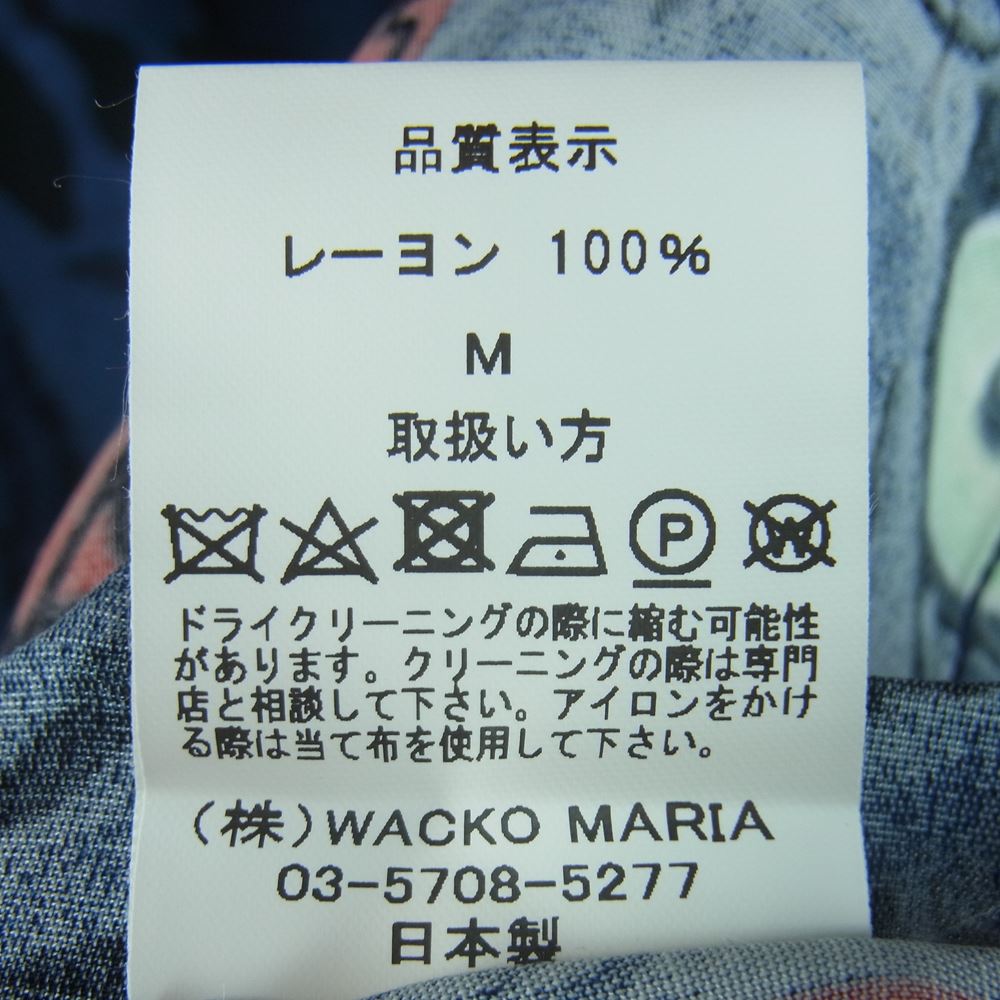 品質表示
レーヨン 100%
M
取扱い方
P W
ドライクリーニングの際に縮む可能性
があります。クリーニングの際は専門
店と相談して下さい。アイロンをかけ
る際は当て布を使用して下さい。
(株)WACKO MARIA
03-5708-5277
日本製